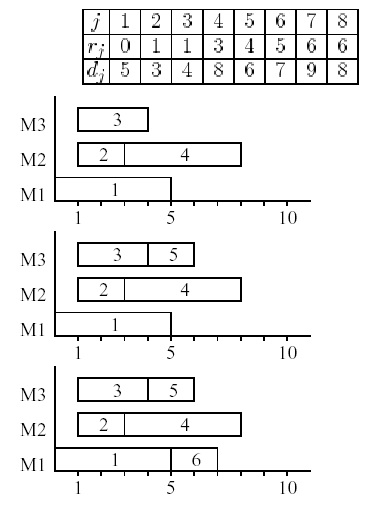 j 1 2 3 4 5 6 7 8
r_j 0 1 1 3 4 5 6 6
d_j 5 3 4 8 6 7 9 8
M3 3
M2 2 4
M1 1
1 5 10
M3 3 5
M2 2 4
M1 1
1 5 10
M3 3 5
M2 2 4
M1 1 6
1 5 10